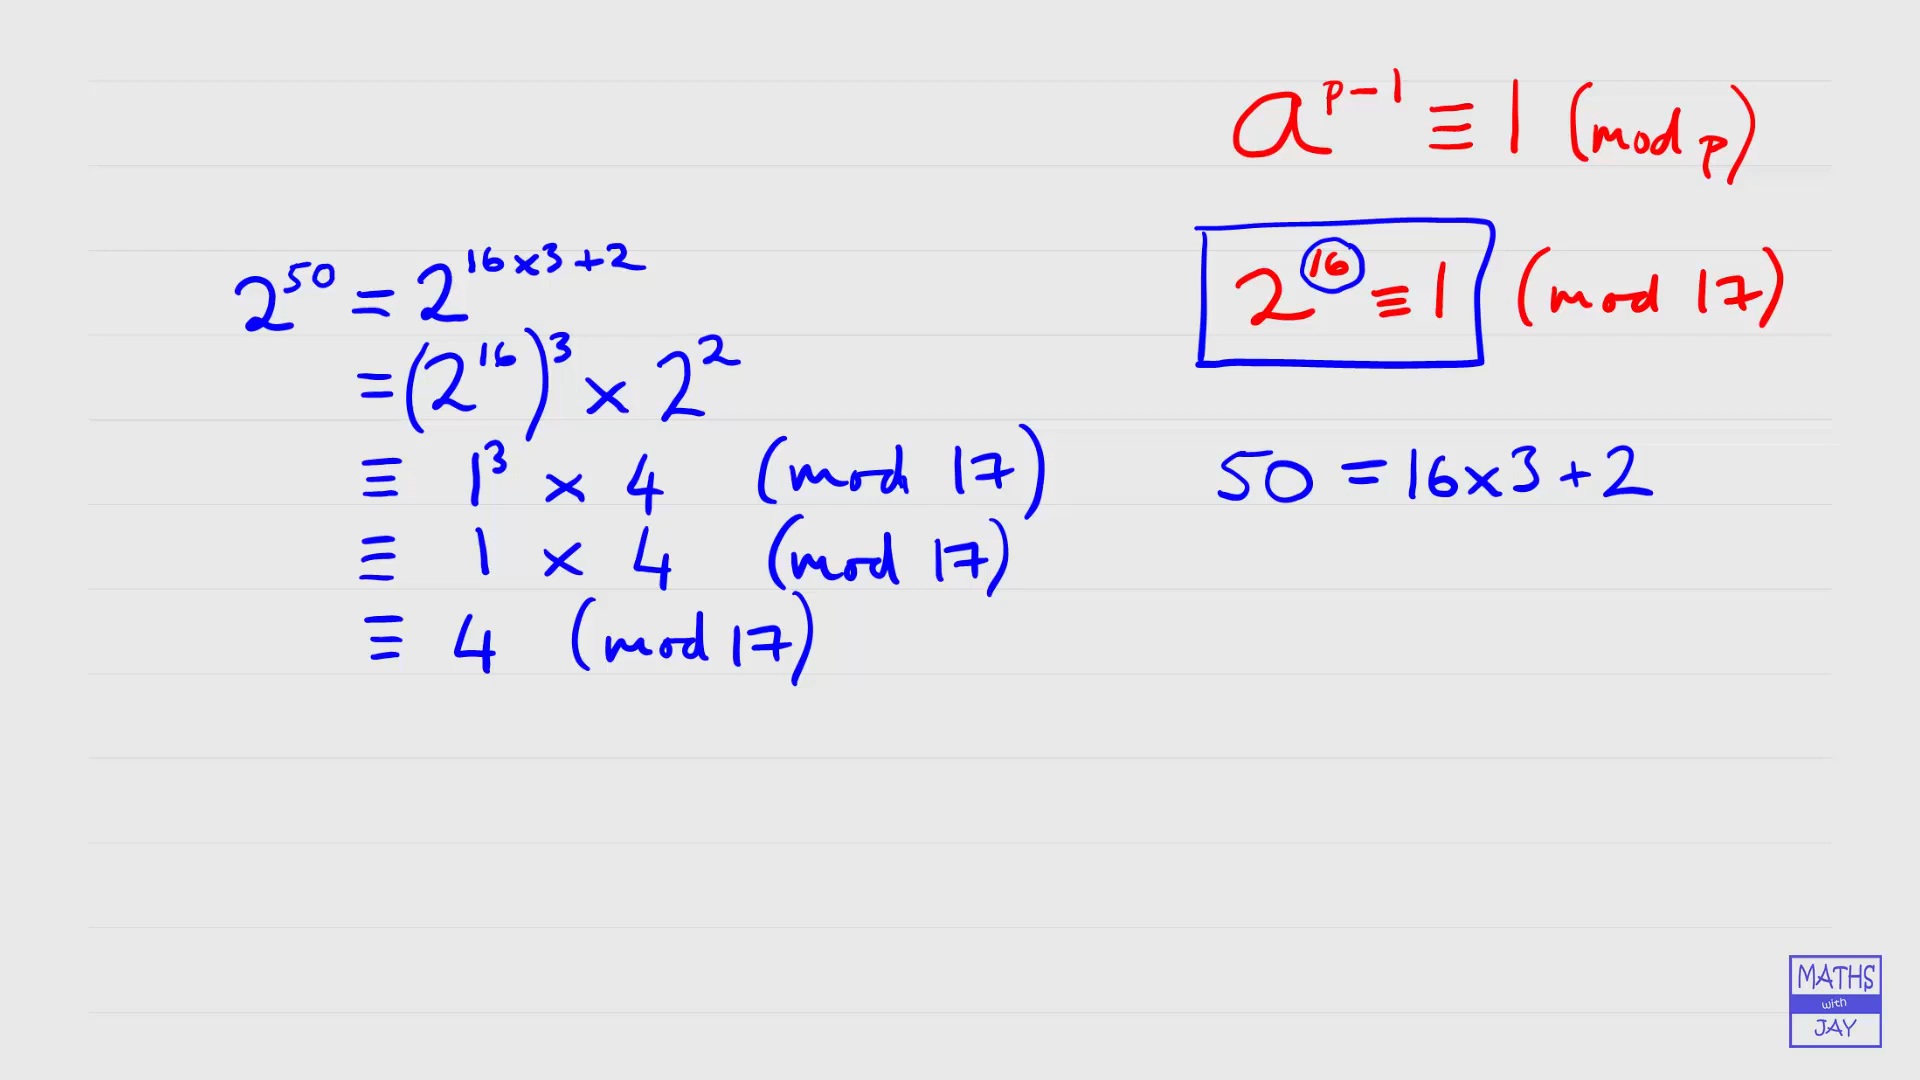 a^{p-1} ≡ 1 (mod p)
2^{16} ≡ 1 (mod 17)
2^{50} = 2^{16×3+2}
= (2^{16})^3 × 2^2
≡ 1^3 × 4 (mod 17)
≡ 1 × 4 (mod 17)
≡ 4 (mod 17)
50 = 16×3+2
MATHS
with
JAY